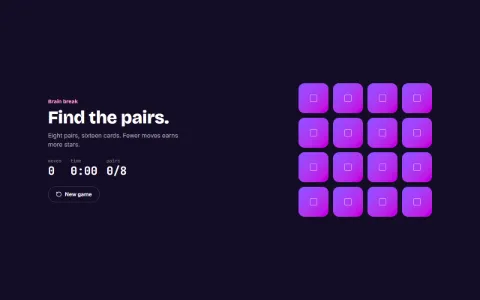 Brain break
Find the pairs.
Eight pairs, sixteen cards. Fewer moves earns
more stars.
moves time pairs
0 0:00 0/8
New game